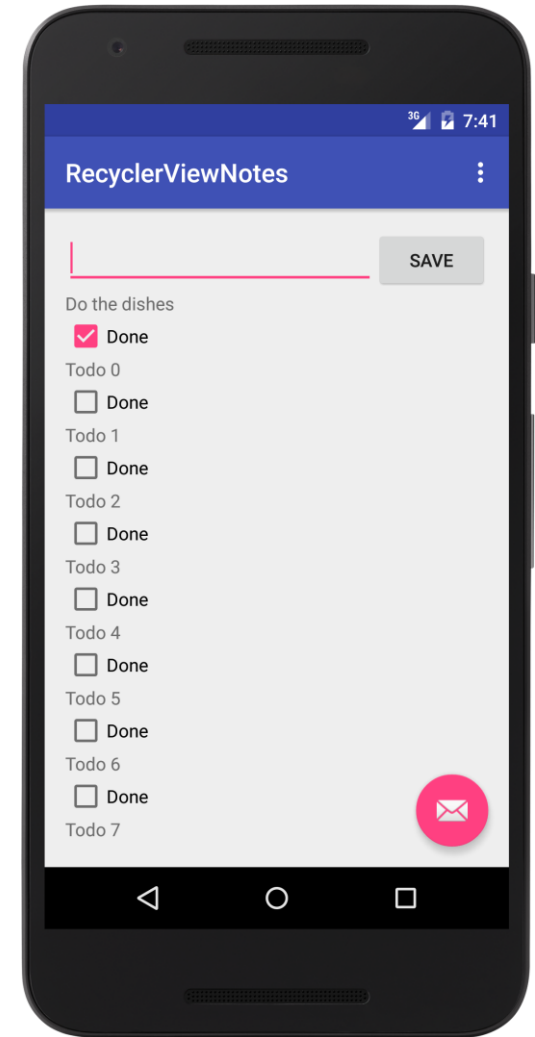 3G 7:41
RecyclerViewNotes
SAVE
Do the dishes
Done
Todo 0
Done
Todo 1
Done
Todo 2
Done
Todo 3
Done
Todo 4
Done
Todo 5
Done
Todo 6
Done
Todo 7